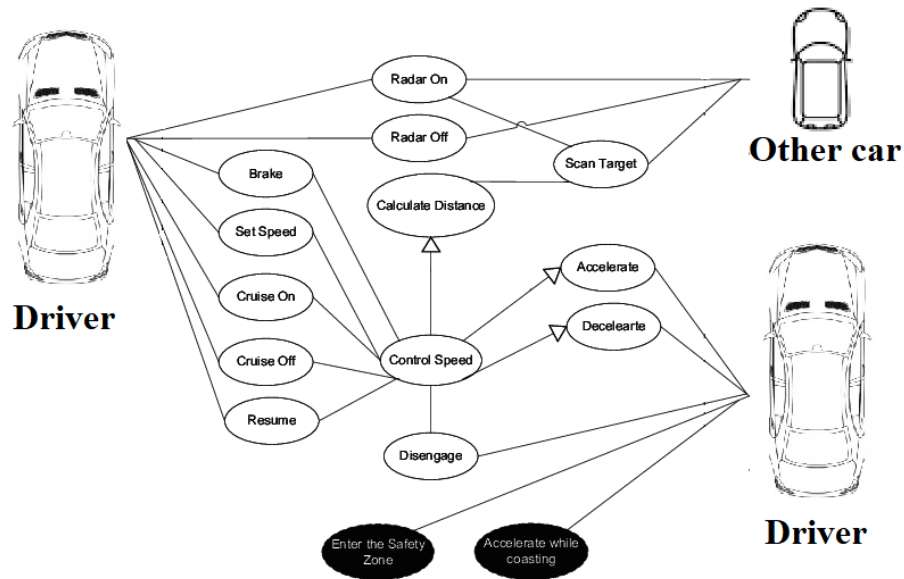 Radar On
Radar Off
Other car
Scan Target
Brake
Calculate Distance
Set Speed
Accelerate
Cruise On
Driver
Decelearte
Cruise Off
Control Speed
Resume
Disengage
Driver
Enter the Safety
Zone
Accelerate while
coasting